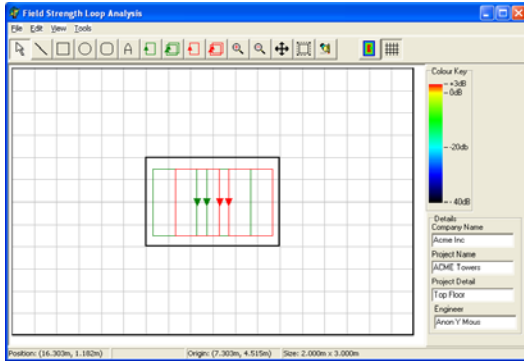 Field Strength Loop Analysis
File Edit View Tools
A
Colour Key
+3dB
0dB
-20db
-40dB
Details
Company Name
Acme Inc
Project Name
ACME Towers
Project Detail
Top Floor
Engineer
Anon Y Mous
Position: (16.303m, 1.182m) Origin: (7.303m, 4.515m) Size: 2.000m x 3.000m